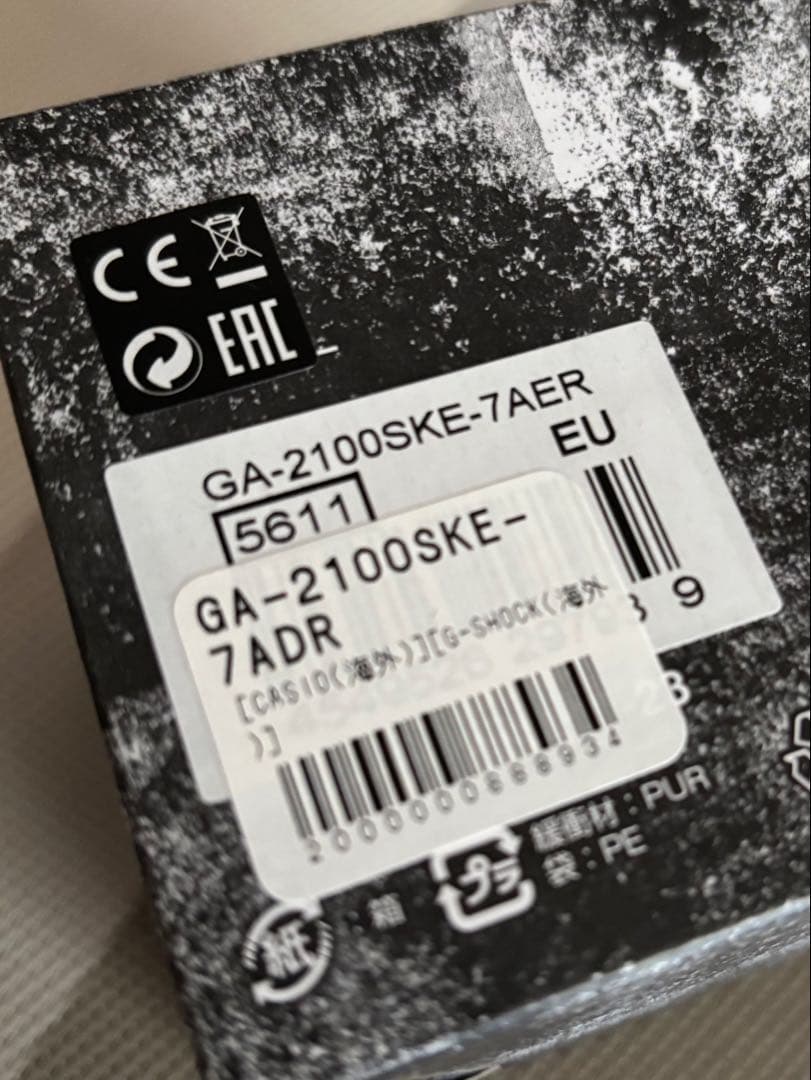 CE
EAC
GA-2100SKE-7AER
EU
5611
GA-2100SKE-
7ADR
[CASIO(海外)][G-SHOCK(海外
)]
9
緩衝材：PUR
袋：PE
プラ
箱
紙